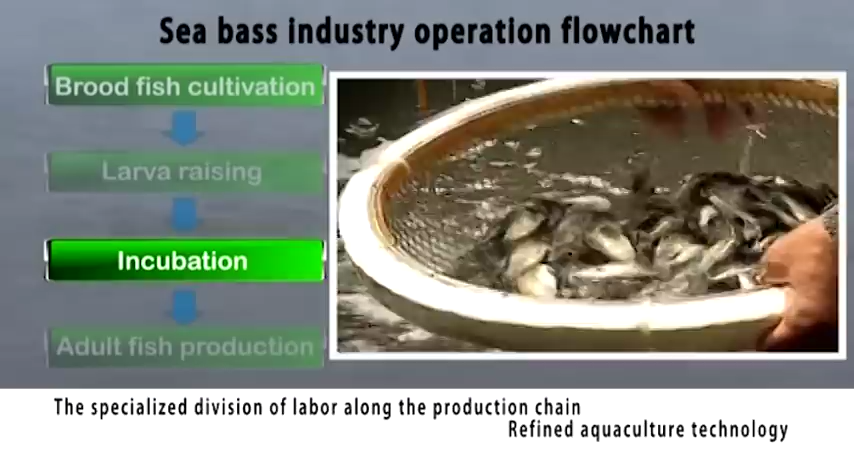 Sea bass industry operation flowchart
Brood fish cultivation
Larva raising
Incubation
Adult fish production
The specialized division of labor along the production chain
Refined aquaculture technology